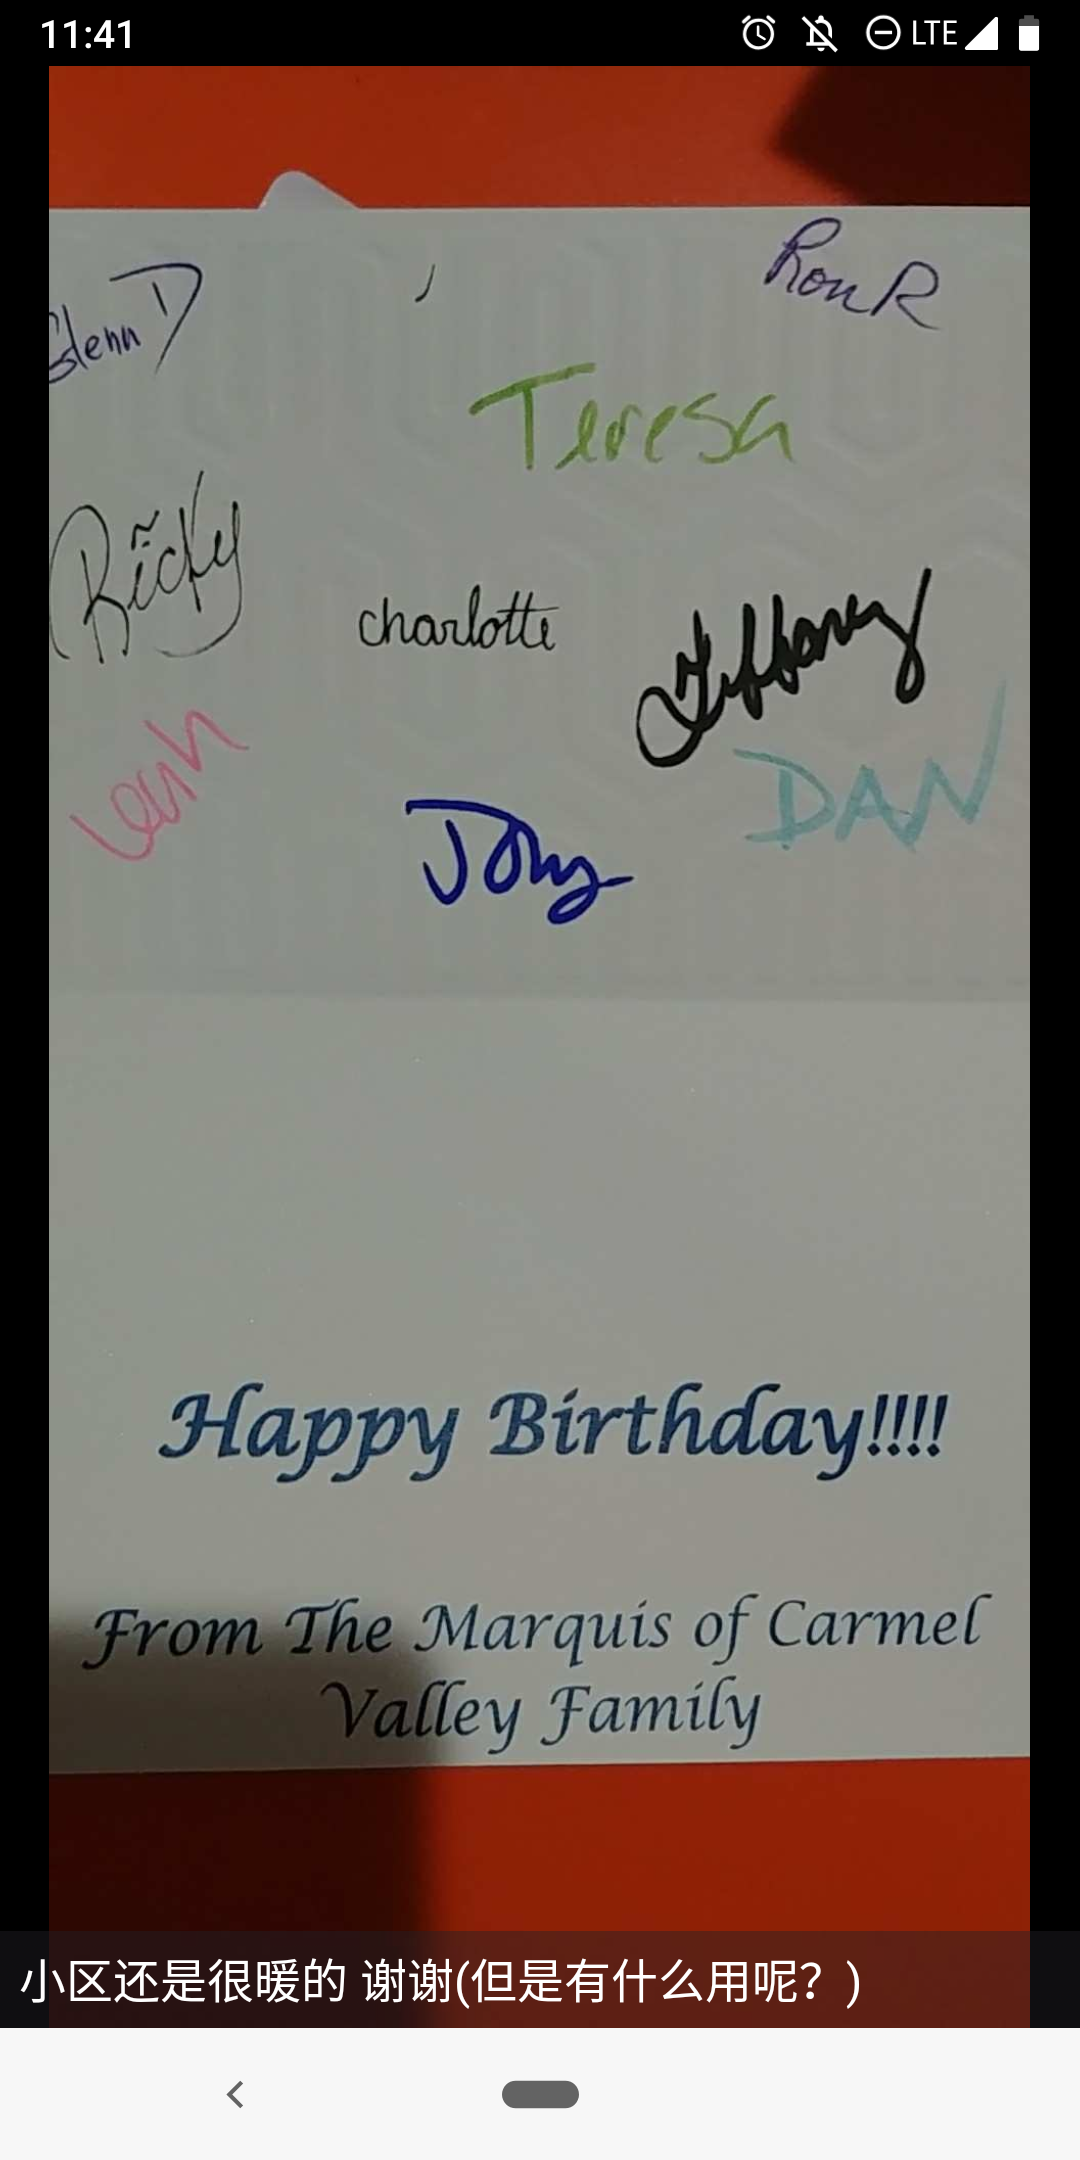 11:41
LTE
Glenn D
Ron R
Teresa
Ricky
charlotte
Tiffany
Leah
DAN
Happy Birthday!!!!
From The Marquis of Carmel
Valley Family
小区还是很暖的 谢谢(但是有什么用呢？)